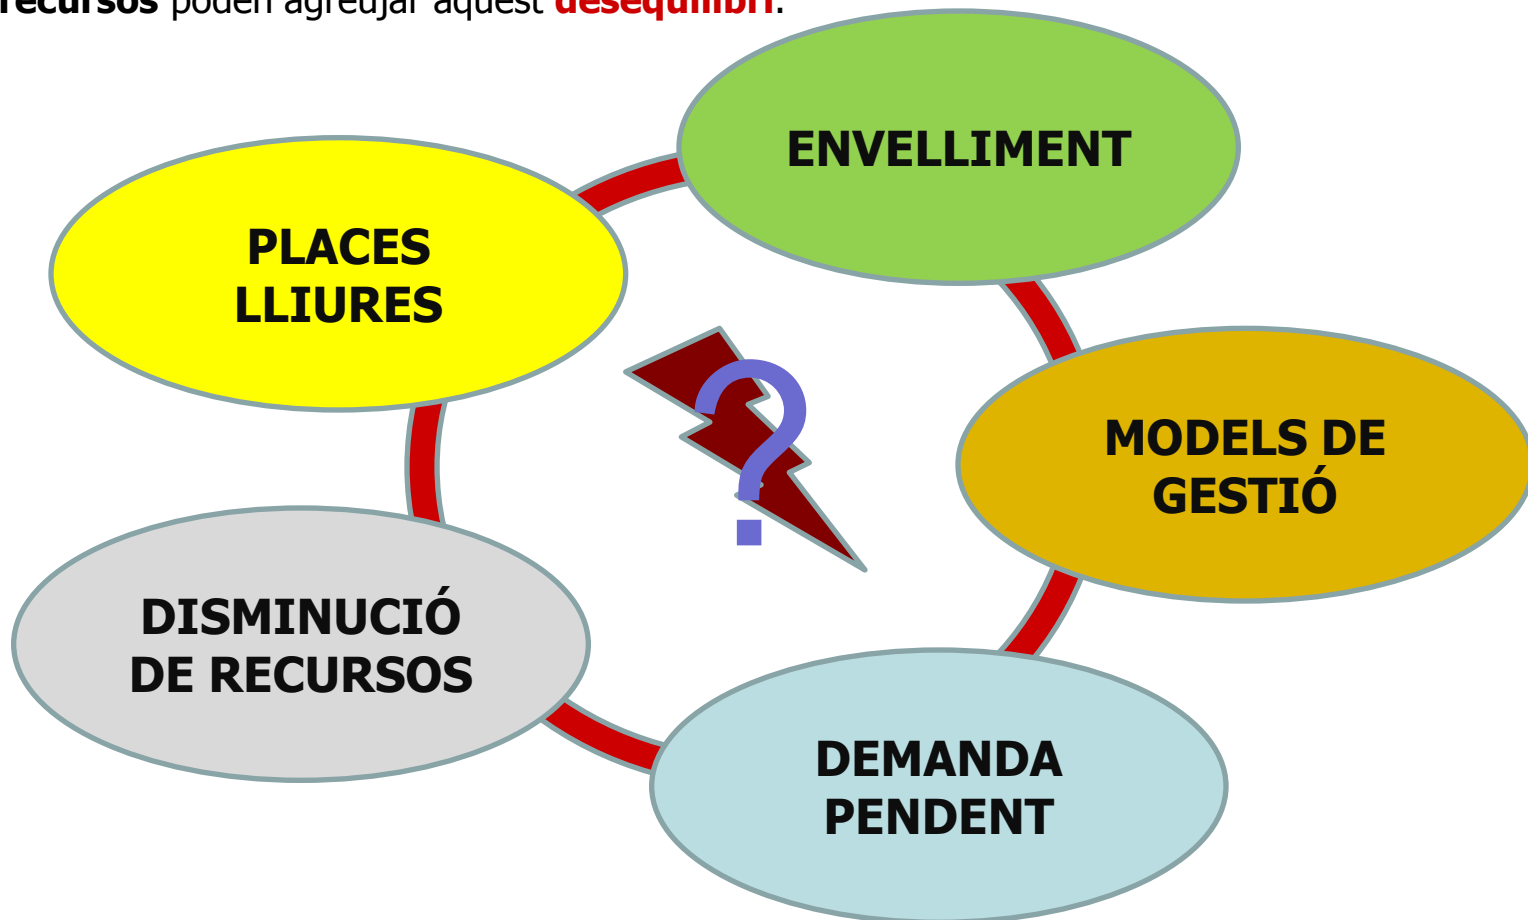 recursos poden agreujar aquest desequilibri.
ENVELLIMENT
PLACES
LLIURES
?
MODELS DE
GESTIÓ
DISMINUCIÓ
DE RECURSOS
DEMANDA
PENDENT